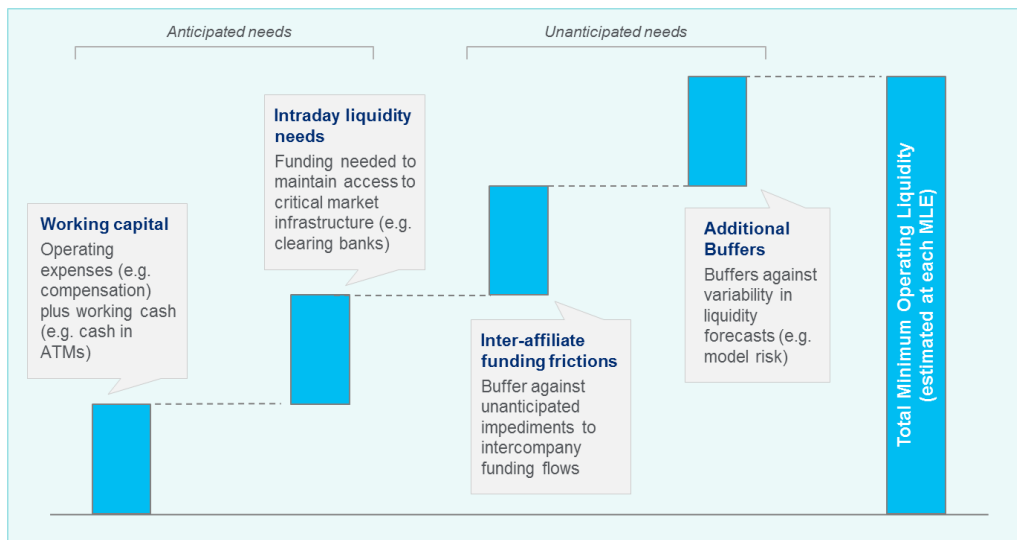 Anticipated needs
Unanticipated needs
Working capital
Operating
expenses (e.g.
compensation)
plus working cash
(e.g. cash in
ATMs)
Intraday liquidity
needs
Funding needed to
maintain access to
critical market
infrastructure (e.g.
clearing banks)
Inter-affiliate
funding frictions
Buffer against
unanticipated
impediments to
intercompany
funding flows
Additional
Buffers
Buffers against
variability in
liquidity
forecasts (e.g.
model risk)
Total Minimum Operating Liquidity
(estimated at each MLE)